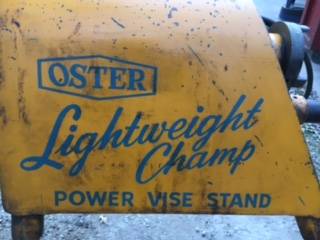 OSTER
Lightweight
Champ
POWER VISE STAND